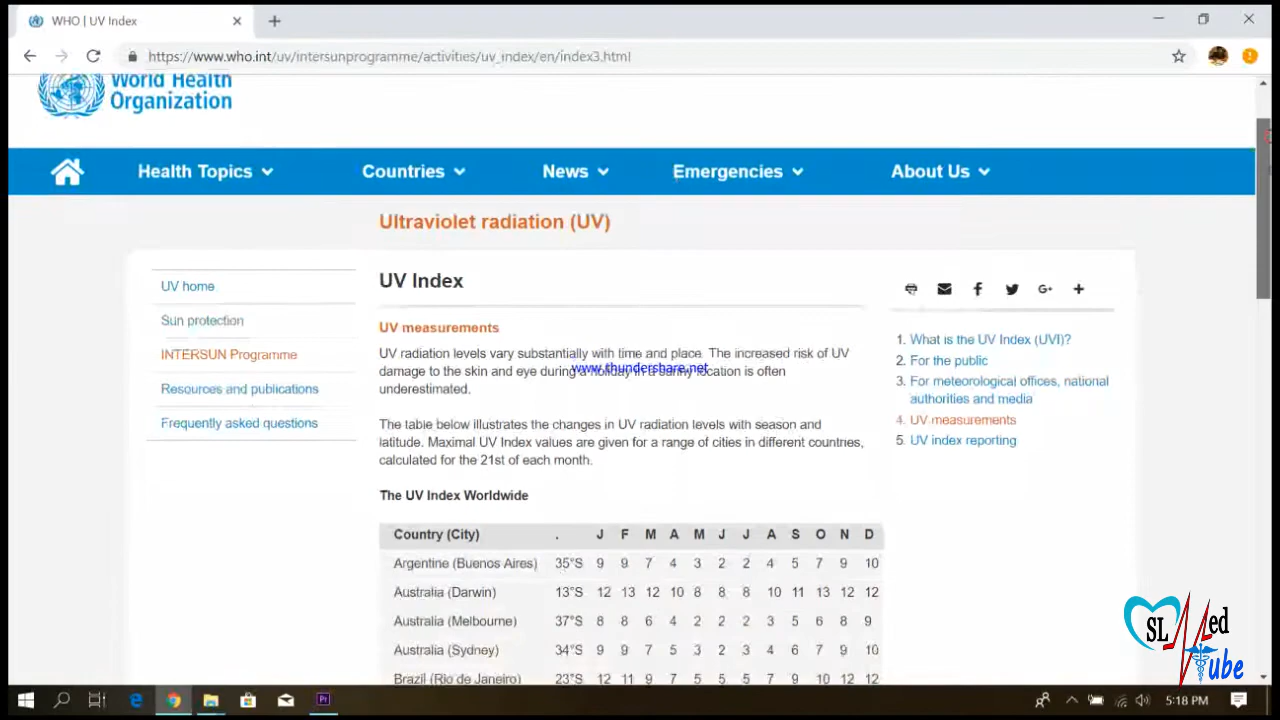 WHO | UV Index
https://www.who.int/uv/intersunprogramme/activities/uv_index/en/index3.html
World Health
Organization
Health Topics
Countries
News
Emergencies
About Us
Ultraviolet radiation (UV)
UV home
Sun protection
INTERSUN Programme
Resources and publications
Frequently asked questions
UV Index
UV measurements
UV radiation levels vary substantially with time and place. The increased risk of UV
damage to the skin and eye during a holiday in a sunny location is often
www.thundershare.net
underestimated.
The table below illustrates the changes in UV radiation levels with season and
latitude. Maximal UV Index values are given for a range of cities in different countries,
calculated for the 21st of each month.
The UV Index Worldwide
Country (City) . J F M A M J J A S O N D
Argentine (Buenos Aires) 35°S 9 9 7 4 3 2 2 4 5 7 9 10
Australia (Darwin) 13°S 12 13 12 10 8 8 8 10 11 13 12 12
Australia (Melbourne) 37°S 8 8 6 4 2 2 2 3 5 6 8 9
Australia (Sydney) 34°S 9 9 7 5 3 2 3 4 6 7 9 10
Brazil (Rio de Janeiro) 23°S 12 11 9 7 5 5 5 7 9 10 12 12
G+
1. What is the UV Index (UVI)?
2. For the public
3. For meteorological offices, national
authorities and media
4. UV measurements
5. UV index reporting
SL Med
Tube
Pr
5:18 PM